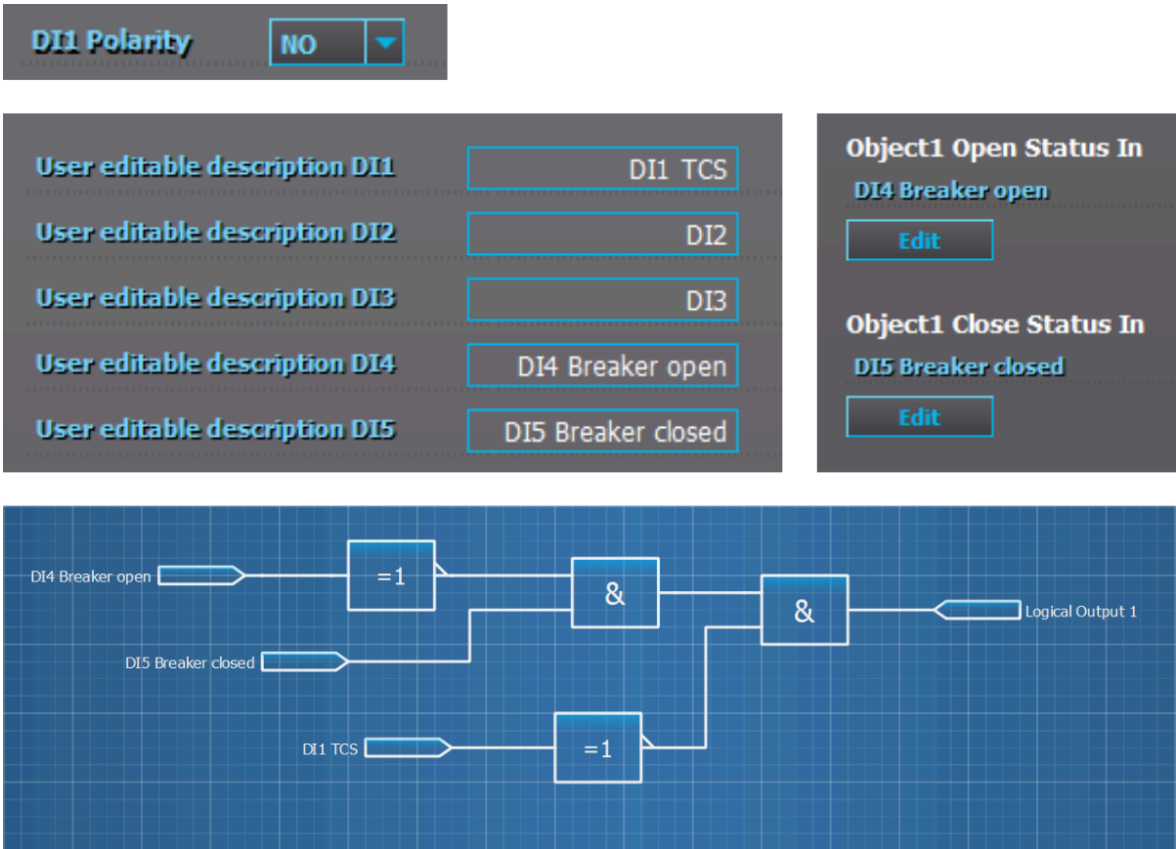 DI1 Polarity NO
User editable description DI1 DI1 TCS
User editable description DI2 DI2
User editable description DI3 DI3
User editable description DI4 DI4 Breaker open
User editable description DI5 DI5 Breaker closed
Object1 Open Status In
DI4 Breaker open
Edit
Object1 Close Status In
DI5 Breaker closed
Edit
DI4 Breaker open =1 & & Logical Output 1
DI5 Breaker closed
DI1 TCS =1